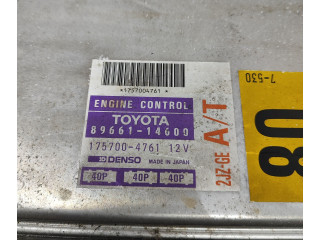 *1757004761*
7-530
ENGINE CONTROL
TOYOTA
89661-14600
175700-4761 12V
DENSO MADE IN JAPAN
40P 40P 40P
2JZ-GE A/T
80